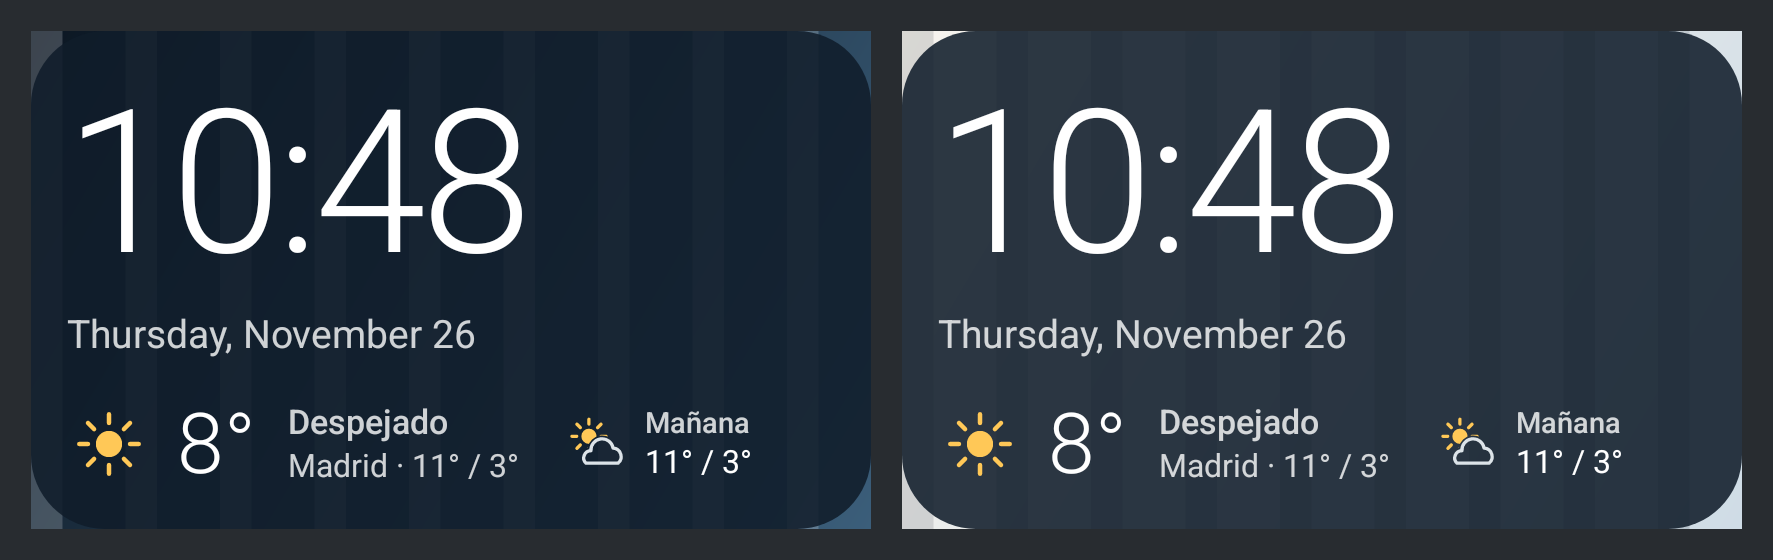 10:48
Thursday, November 26
8°
Despejado
Madrid · 11° / 3°
Mañana
11° / 3°
10:48
Thursday, November 26
8°
Despejado
Madrid · 11° / 3°
Mañana
11° / 3°